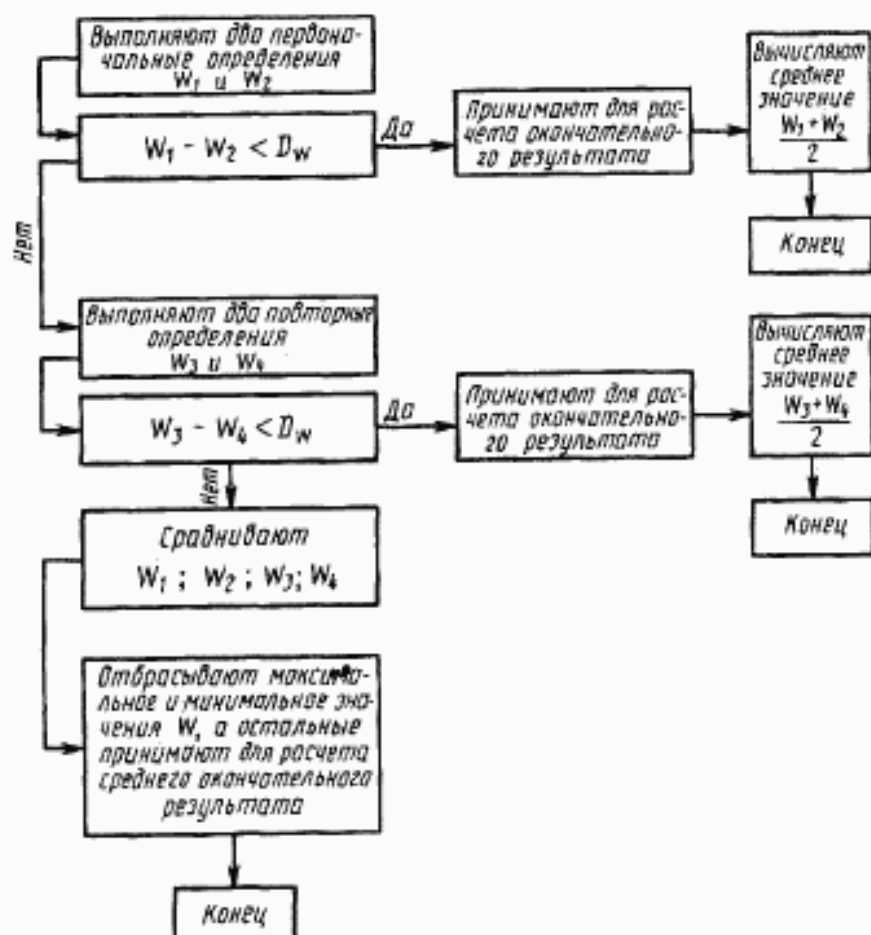 Выполняют два первона-
чальные определения
W₁ и W₂
W₁ - W₂ < D_W
Да
Принимают для рас-
чета окончательно-
го результата
Вычисляют
среднее
значение
W₁ + W₂
2
Конец
Нет
Выполняют два повторные
определения
W₃ и W₄
W₃ - W₄ < D_W
Да
Принимают для рас-
чета окончательно-
го результата
Вычисляют
среднее
значение
W₃ + W₄
2
Конец
Нет
Сравнивают
W₁ ; W₂ ; W₃; W₄
Отбрасывают максималь-
ное и минимальное зна-
чения W, а остальные
принимают для расчета
среднего окончательного
результата
Конец